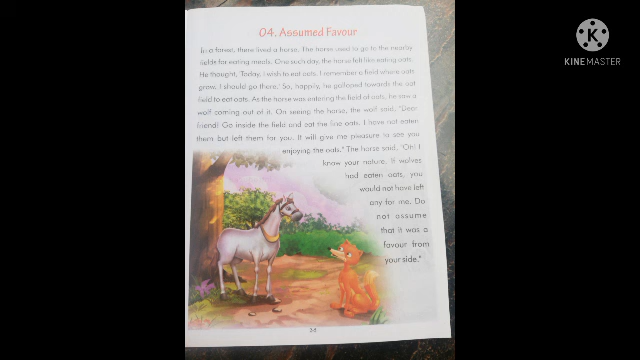 04. Assumed Favour
In a forest, there lived a horse. The horse used to go to the nearby
fields for eating meals. One such day, the horse felt like eating oats.
He thought, 'Today, I wish to eat oats. I remember a field where oats
grow. I should go there.' So, happily, he galloped towards the oat
field to eat oats. As the horse was entering the field of oats, he saw a
wolf coming out of it. On seeing the horse, the wolf said, "Dear
friend! Go inside the field and eat the fine oats. I have not eaten
them but left them for you. It will give me pleasure to see you
enjoying the oats." The horse said, "Oh! I
know your nature. If wolves
had eaten oats, you
would not have left
any for me. Do
not assume
that it was a
favour from
your side."
KINEMASTER